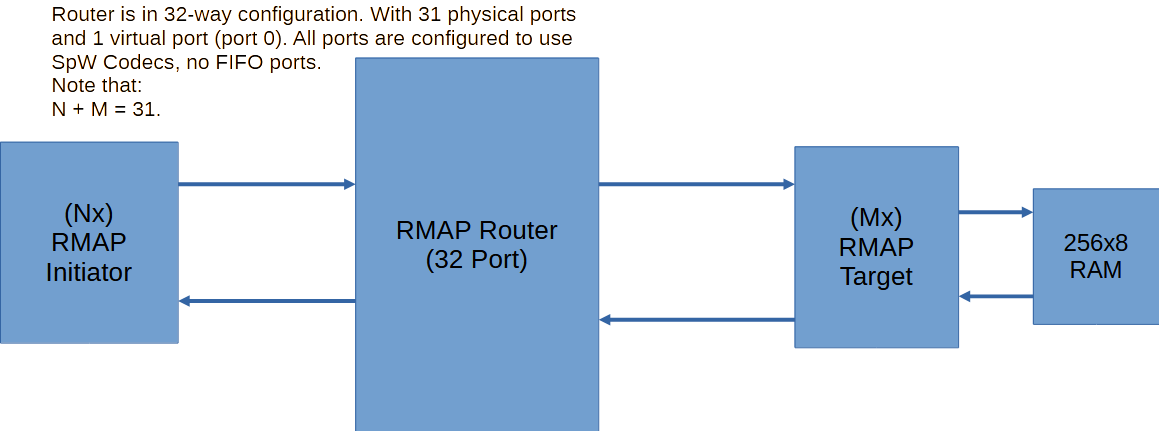 Router is in 32-way configuration. With 31 physical ports
and 1 virtual port (port 0). All ports are configured to use
SpW Codecs, no FIFO ports.
Note that:
N + M = 31.
(Nx)
RMAP
Initiator
RMAP Router
(32 Port)
(Mx)
RMAP
Target
256x8
RAM